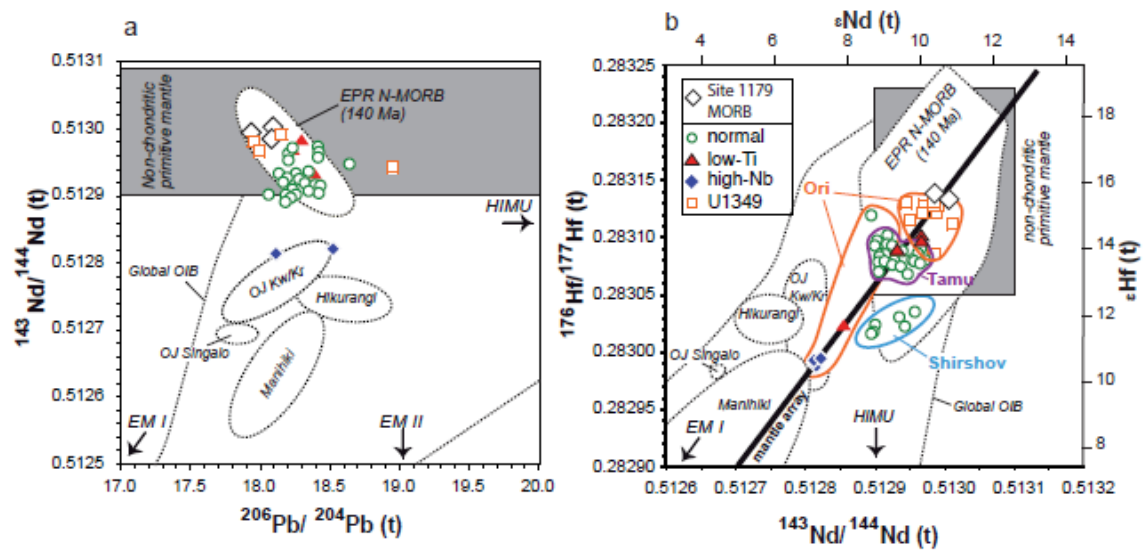 a
0.5131
0.5130
0.5129
0.5128
0.5127
0.5126
0.5125
143Nd/144Nd (t)
Non-chondritic
primitive mantle
EPR N-MORB
(140 Ma)
HIMU
Global OIB
OJ Kw/Kr
Hikurangi
OJ Singalo
Manihiki
EM I
EM II
17.0
18.0
18.5
19.0
19.5
20.0
206Pb/ 204Pb (t)
b
εNd (t)
4
6
8
10
12
14
0.28325
0.28320
0.28315
0.28310
0.28305
0.28300
0.28295
0.28290
176Hf/177Hf (t)
Site 1179
MORB
normal
low-Ti
high-Nb
U1349
EPR N-MORB
(140 Ma)
non-chondritic
primitive mantle
Ori
Tamu
Shirshov
OJ
Kw/Kr
Hikurangi
OJ Singalo
Manihiki
mantle array
EM I
HIMU
Global OIB
18
16
14
12
10
8
εHf (t)
0.5126
0.5127
0.5128
0.5129
0.5130
0.5131
0.5132
143Nd/ 144Nd (t)